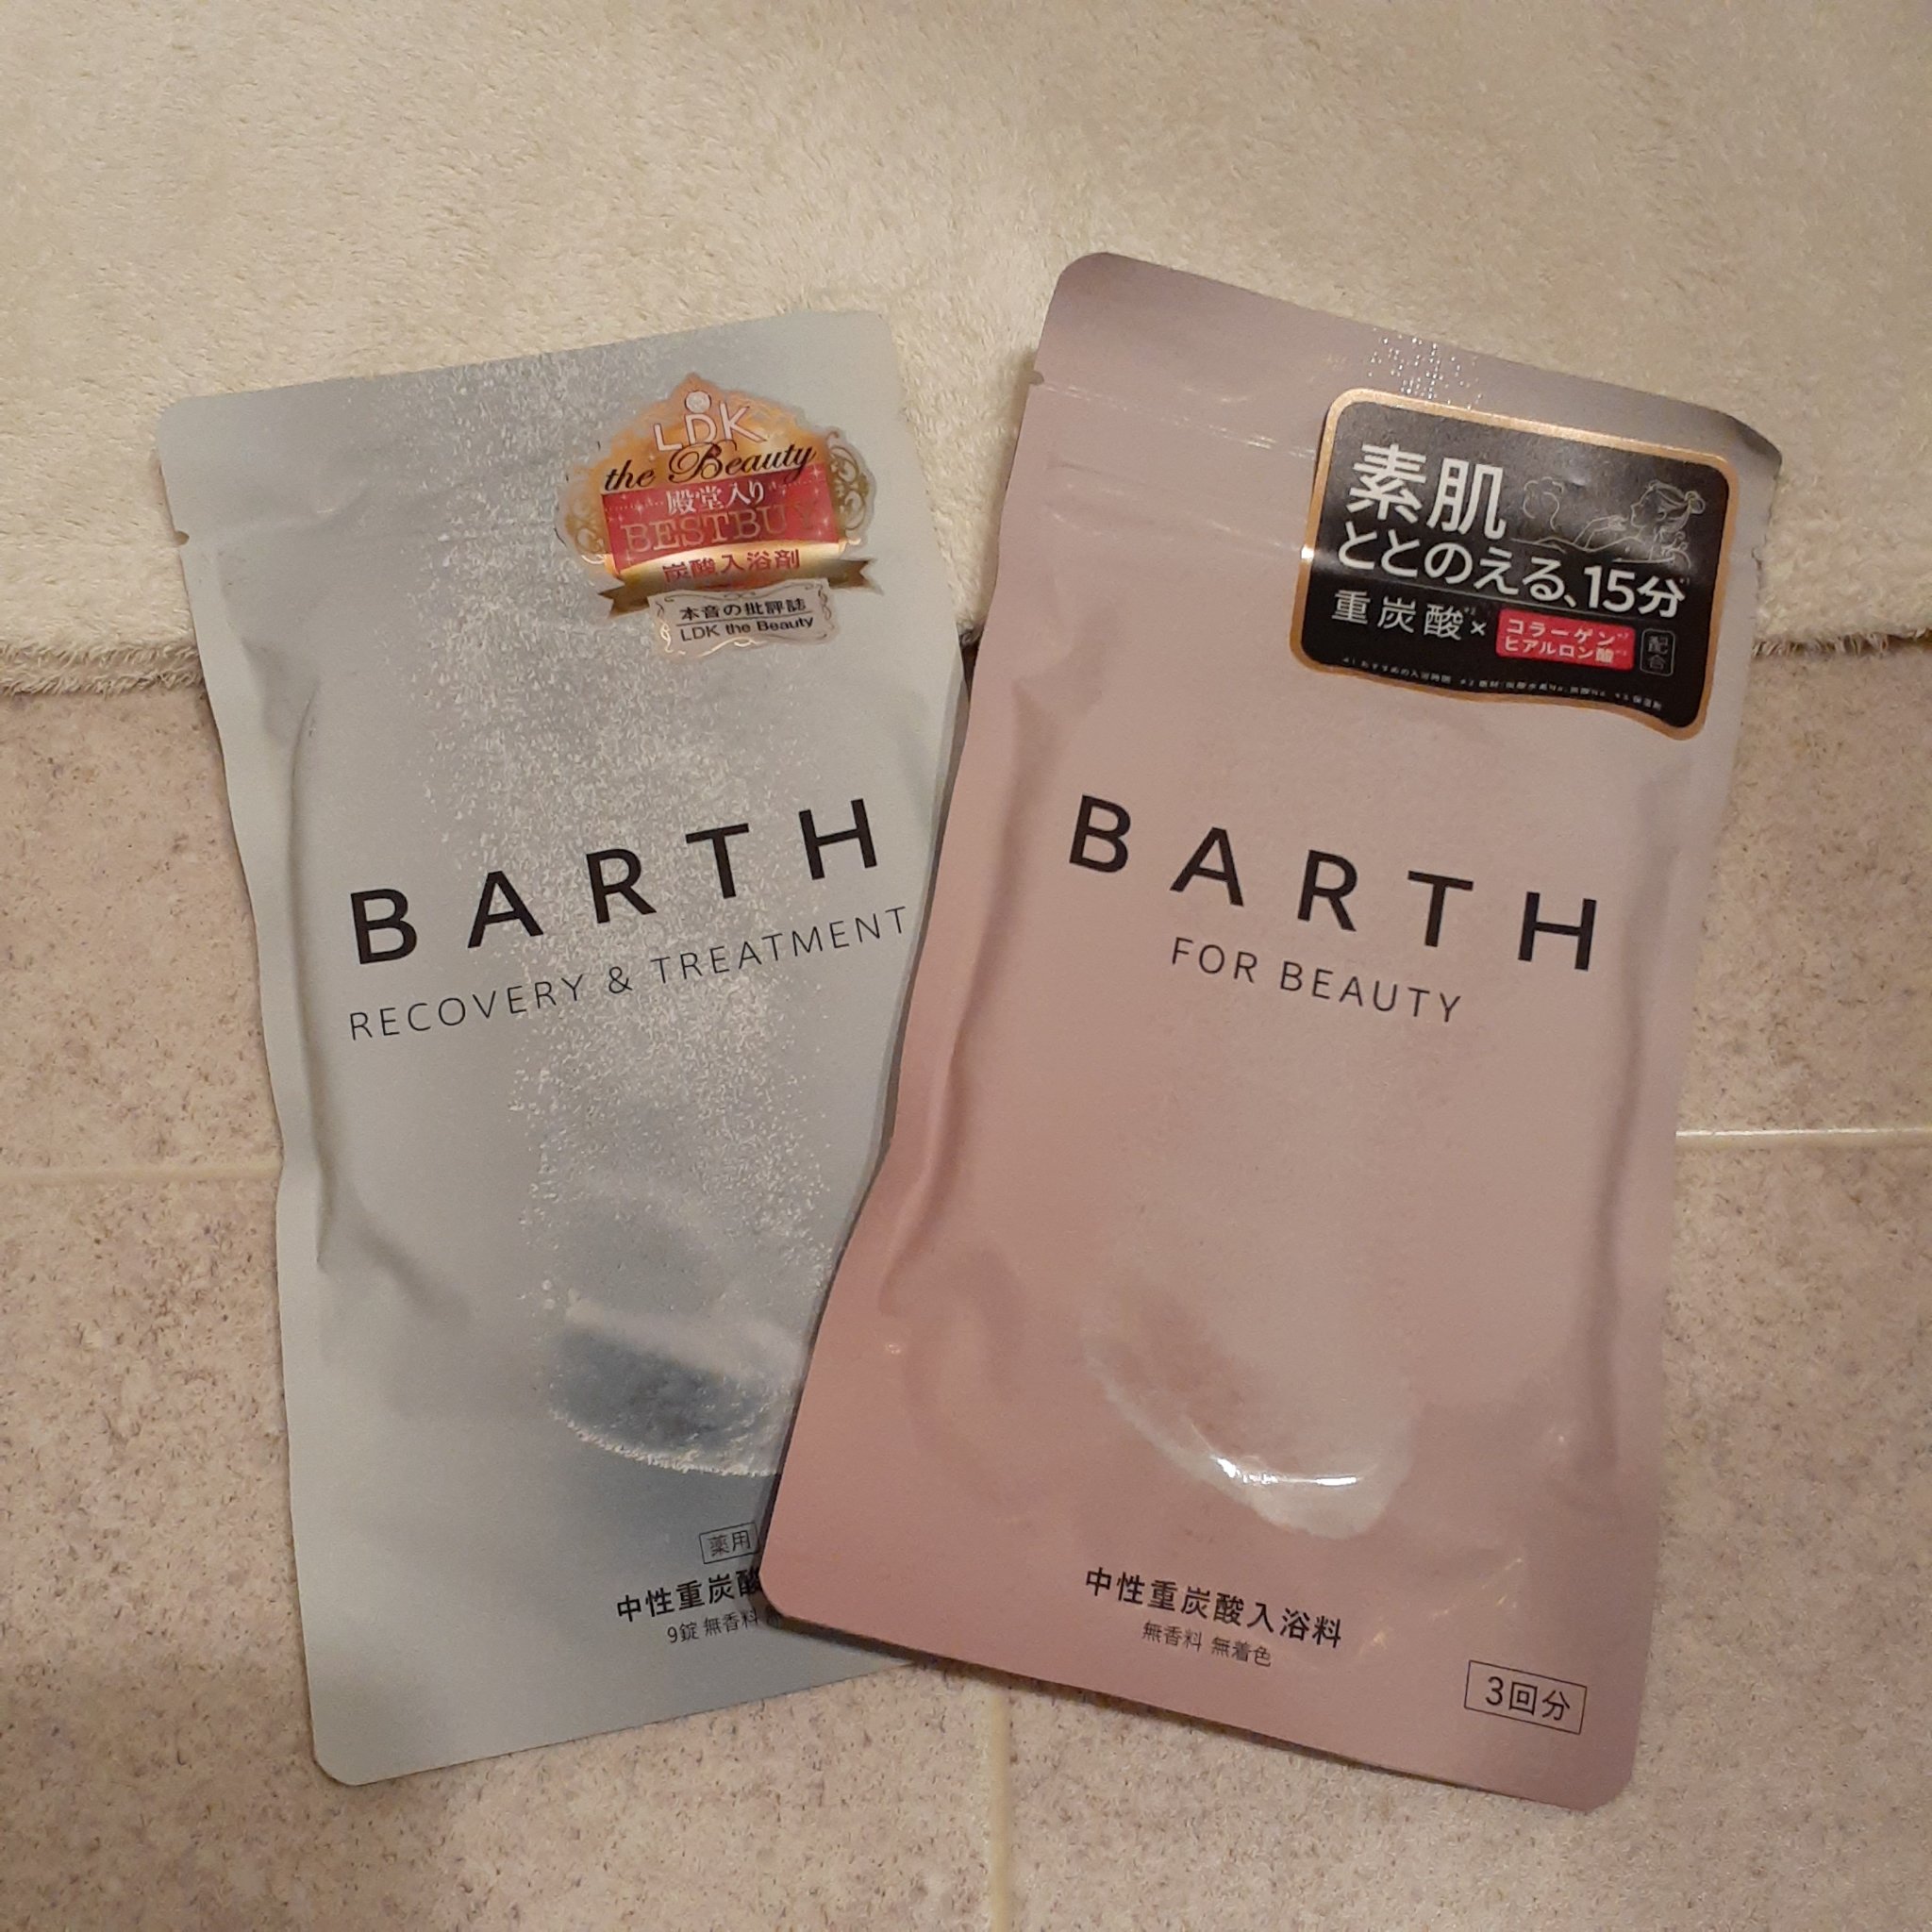 LDK
the Beauty
殿堂入り
BESTBUY
炭酸入浴剤
本音の批評誌
LDK the Beauty
BARTH
RECOVERY & TREATMENT
薬用
中性重炭酸
9錠 無香料
素肌
ととのえる、15分
重炭酸×
コラーゲン
ヒアルロン酸
配合
BARTH
FOR BEAUTY
中性重炭酸入浴料
無香料 無着色
3回分